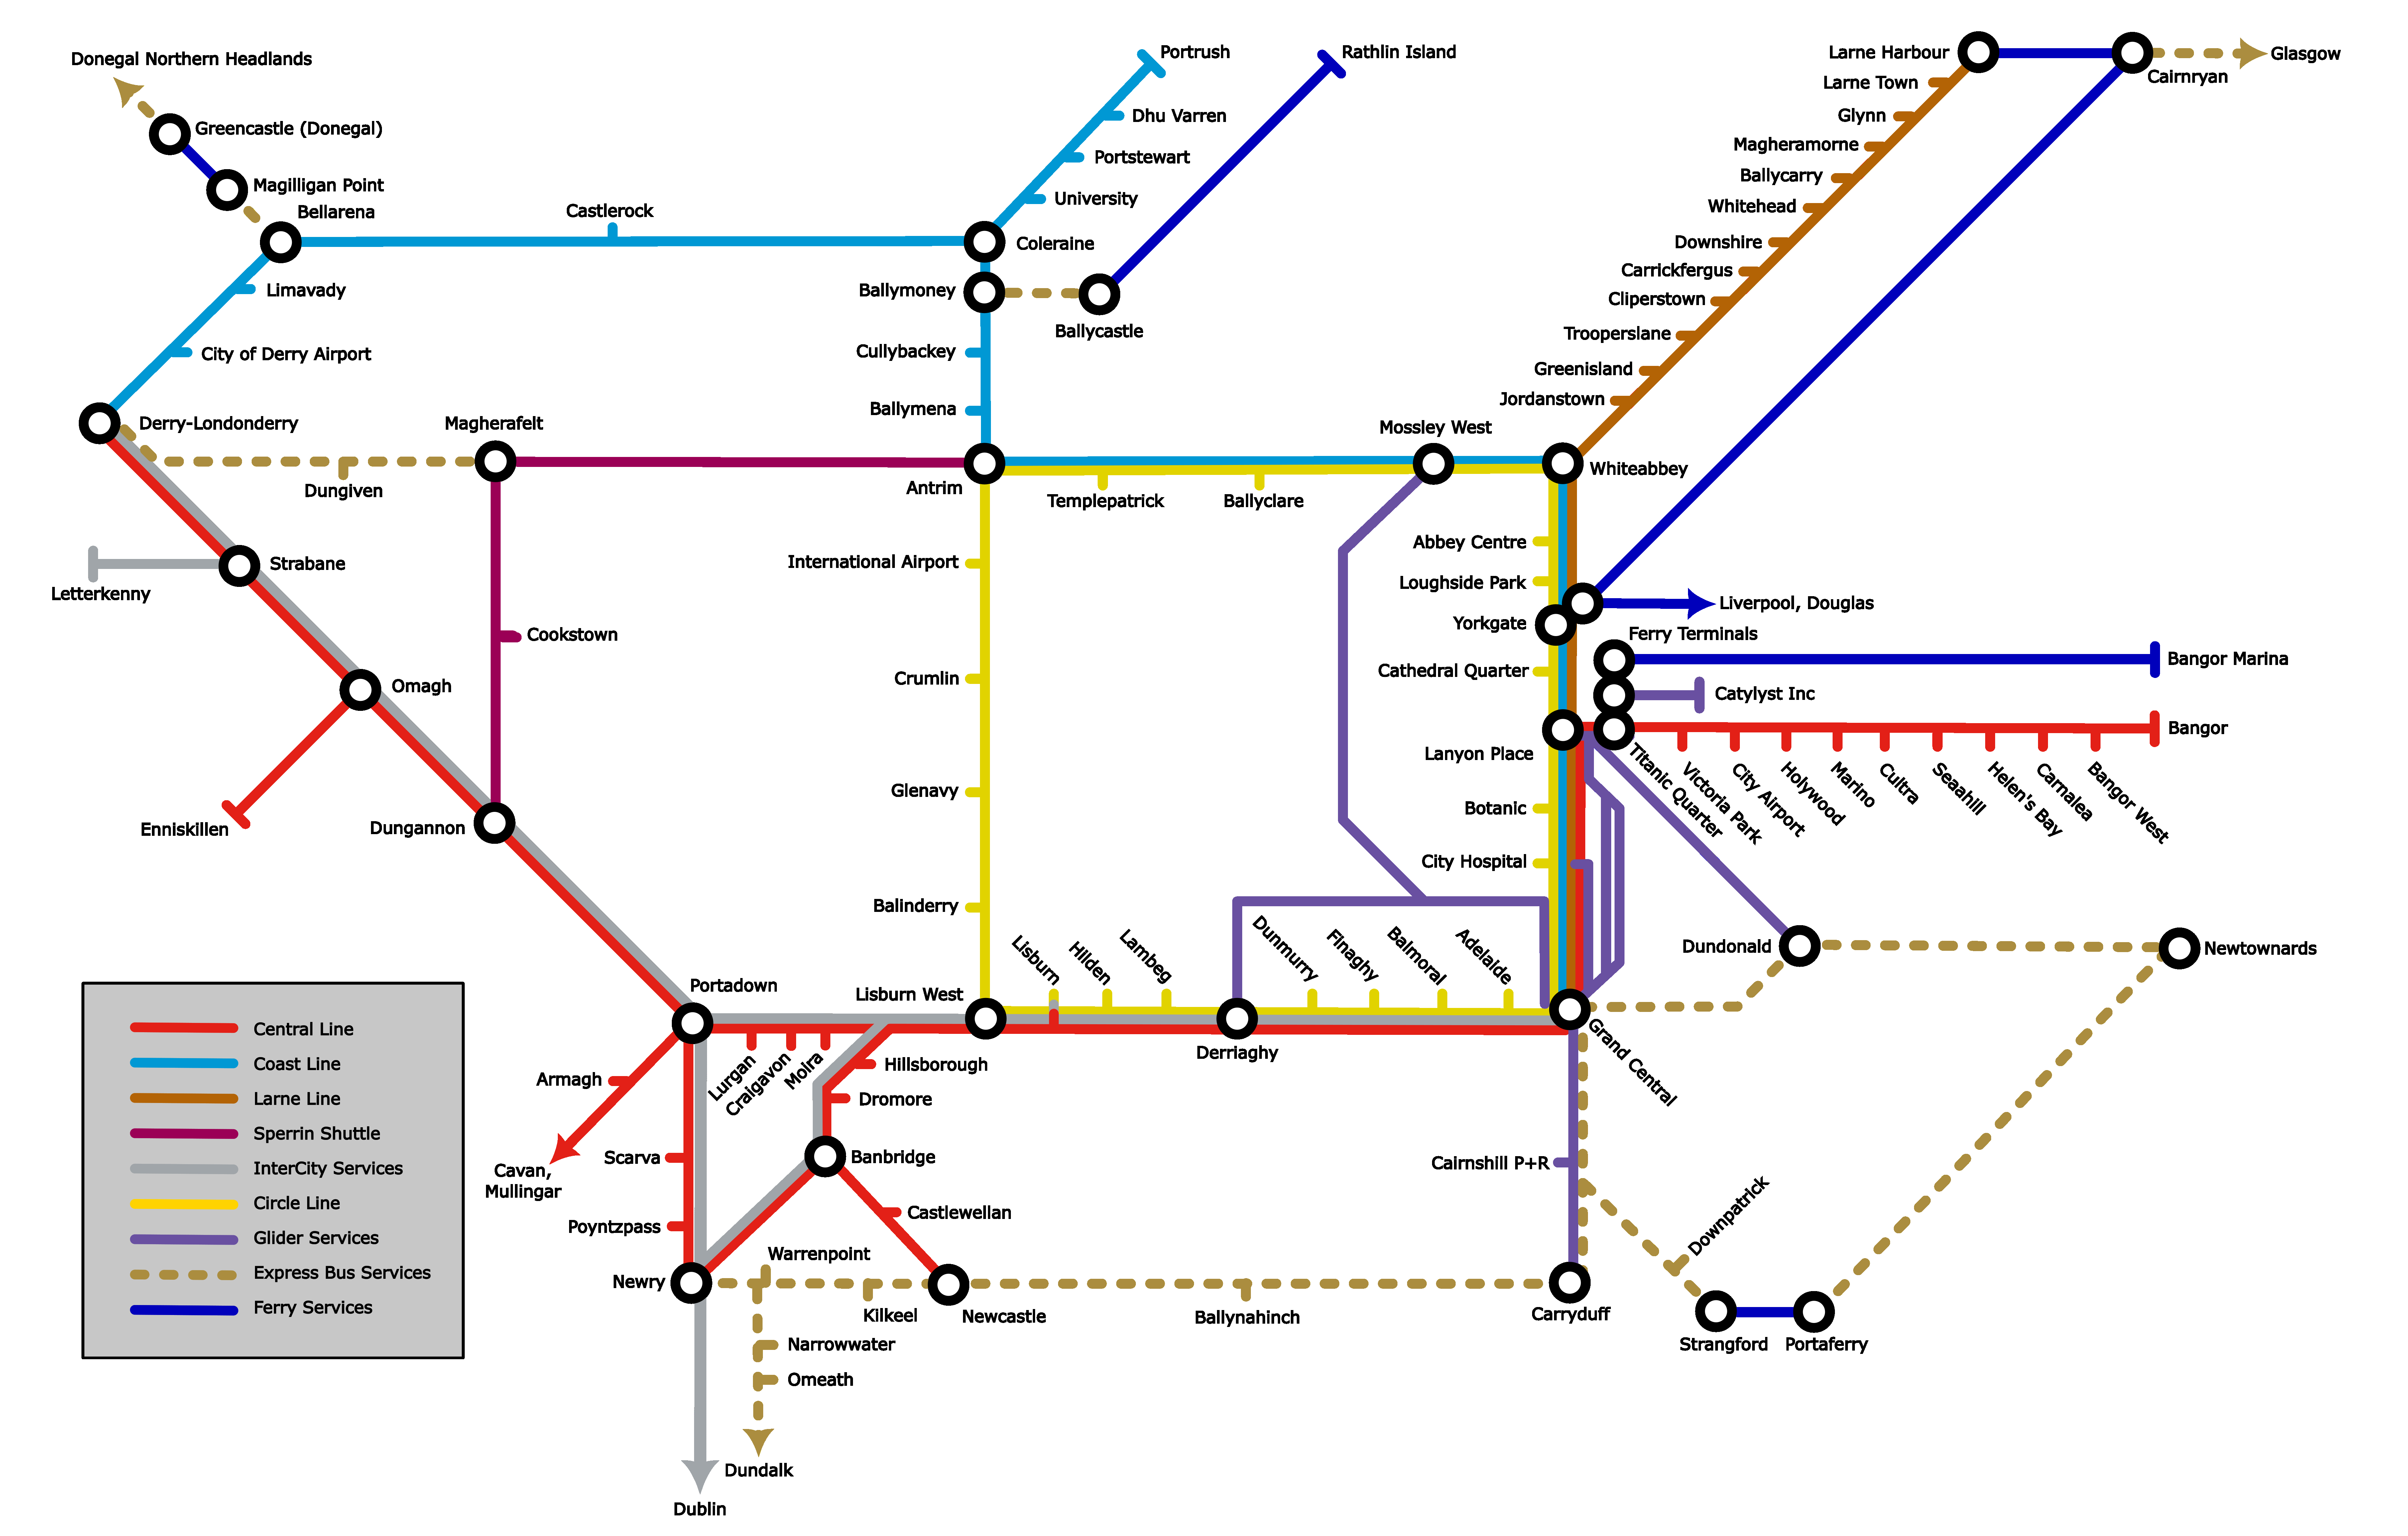 Donegal Northern Headlands
Greencastle (Donegal)
Magilligan Point
Bellarena
Castlerock
Limavady
City of Derry Airport
Derry-Londonderry
Portrush
Dhu Varren
Portstewart
University
Coleraine
Rathlin Island
Ballymoney
Ballycastle
Cullybackey
Ballymena
Larne Harbour
Cairnryan
Glasgow
Larne Town
Glynn
Magheramorne
Ballycarry
Whitehead
Downshire
Carrickfergus
Cliperstown
Trooperslane
Greenisland
Jordanstown
Mossley West
Whiteabbey
Magherafelt
Dungiven
Antrim
Templepatrick
Ballyclare
Letterkenny
Strabane
Cookstown
Omagh
Enniskillen
Dungannon
International Airport
Crumlin
Glenavy
Balinderry
Abbey Centre
Loughside Park
Yorkgate
Liverpool, Douglas
Ferry Terminals
Cathedral Quarter
Bangor Marina
Catylyst Inc
Lanyon Place
Bangor
Titanic Quarter
Victoria Park
City Airport
Holywood
Marino
Cultra
Seaahill
Helen's Bay
Carnalea
Bangor West
Botanic
City Hospital
Dundonald
Newtownards
Portadown
Lisburn West
Lisburn
Hilden
Lambeg
Derriaghy
Dunmurry
Finaghy
Balmoral
Adelaide
Grand Central
Armagh
Cavan,
Mullingar
Lurgan
Craigavon
Moira
Hillsborough
Dromore
Banbridge
Scarva
Poyntzpass
Castlewellan
Newry
Warrenpoint
Kilkeel
Newcastle
Ballynahinch
Carryduff
Cairnshill P+R
Downpatrick
Strangford
Portaferry
Narrowwater
Omeath
Dundalk
Dublin
Central Line
Coast Line
Larne Line
Sperrin Shuttle
InterCity Services
Circle Line
Glider Services
Express Bus Services
Ferry Services